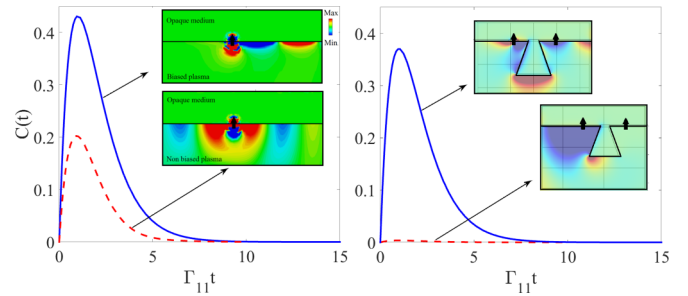 C(t)
0.4
0.3
0.2
0.1
0
0
5
10
15
Γ₁₁t
Opaque medium
Max
Min
Biased plasma
Opaque medium
Non biased plasma
0.4
0.3
0.2
0.1
0
0
5
10
15
Γ₁₁t